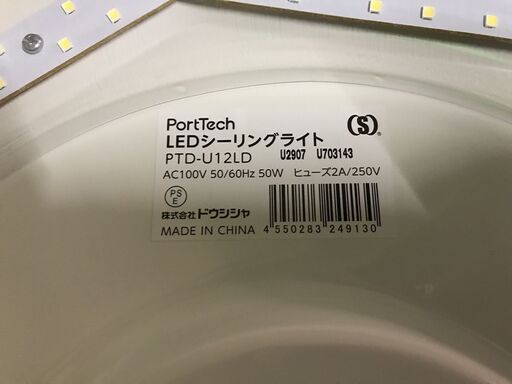 PortTech
(S)
LEDシーリングライト
PTD-U12LD U2907 U703143
AC100V 50/60Hz 50W ヒューズ2A/250V
PS
E
株式会社ドウシシャ
MADE IN CHINA
4 550283 249130